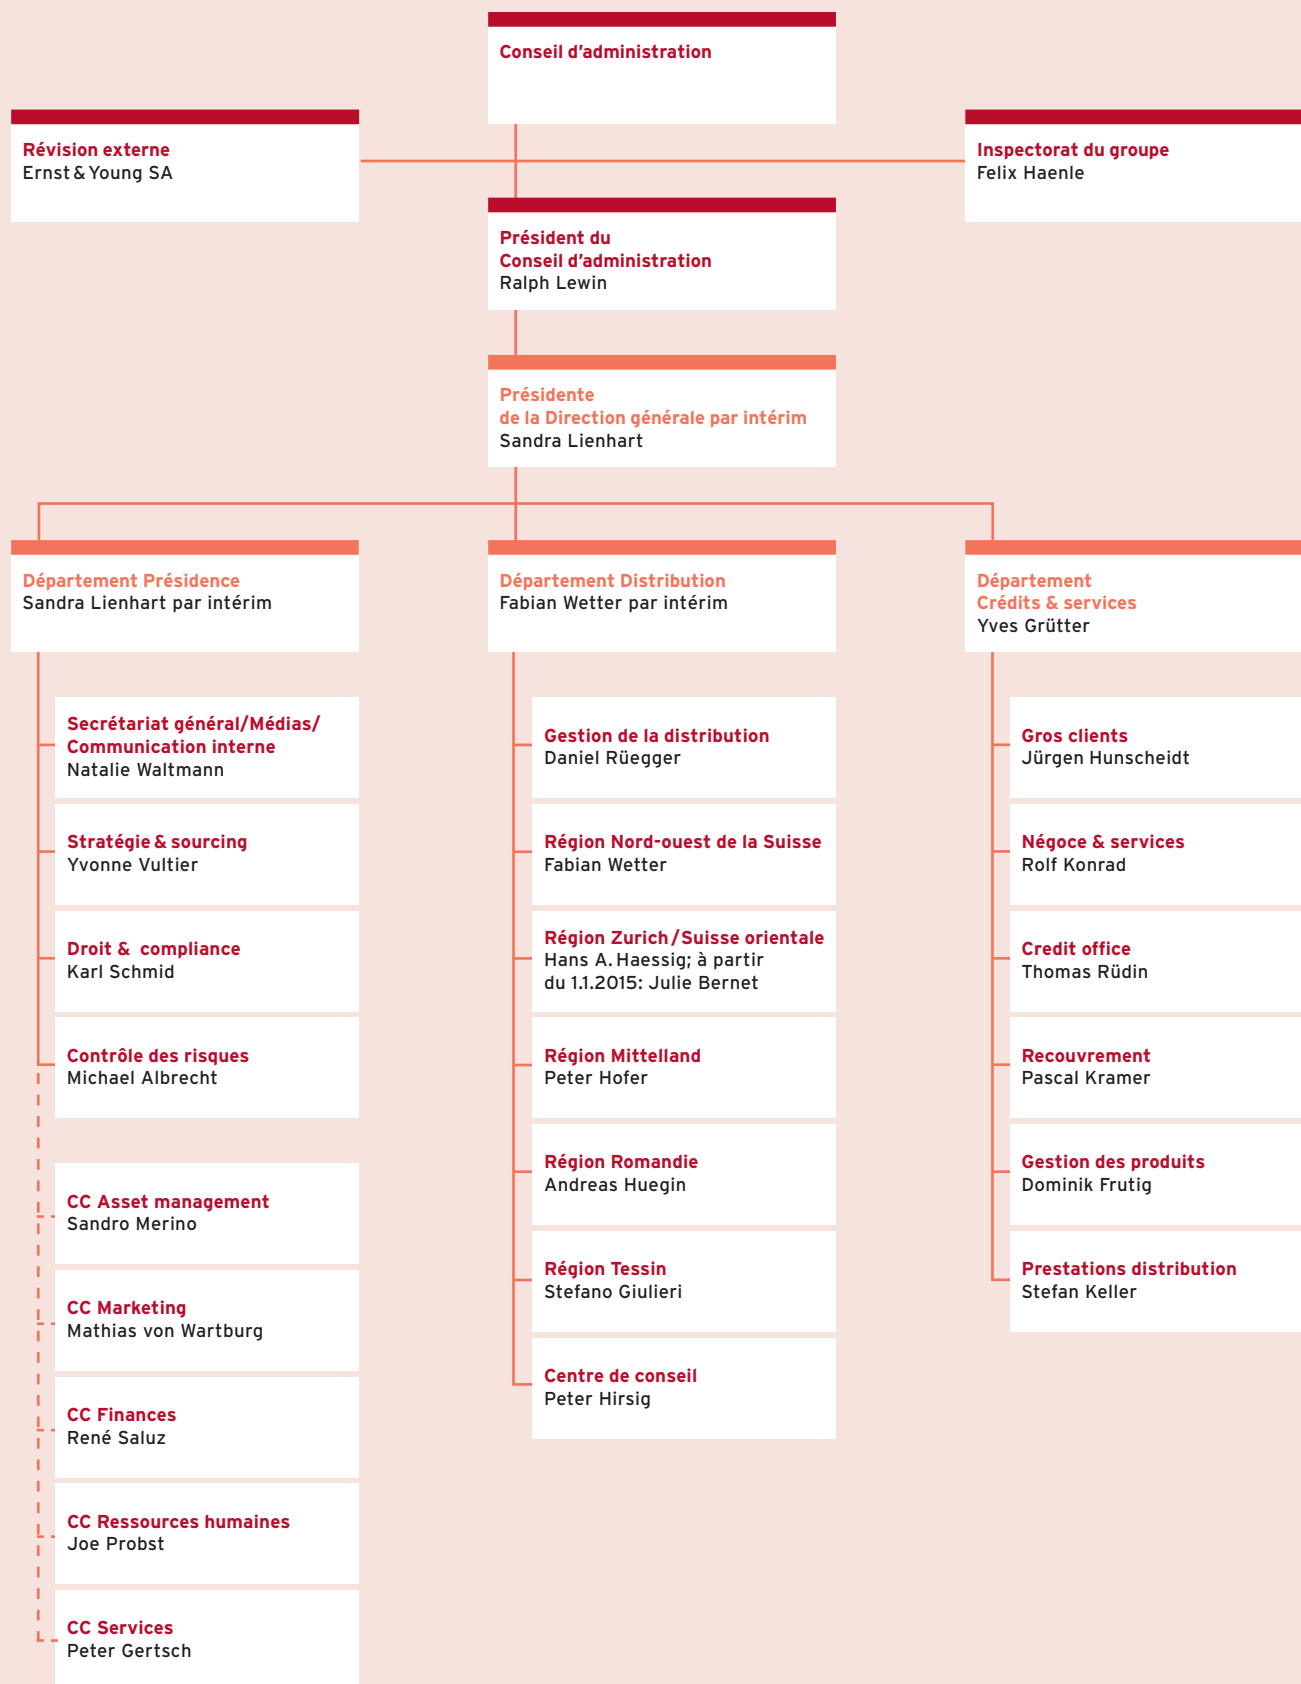 Conseil d’administration
Révision externe
Ernst & Young SA
Inspectorat du groupe
Felix Haenle
Président du
Conseil d’administration
Ralph Lewin
Présidente
de la Direction générale par intérim
Sandra Lienhart
Département Présidence
Sandra Lienhart par intérim
Secrétariat général/Médias/
Communication interne
Natalie Waltmann
Stratégie & sourcing
Yvonne Vultier
Droit & compliance
Karl Schmid
Contrôle des risques
Michael Albrecht
CC Asset management
Sandro Merino
CC Marketing
Mathias von Wartburg
CC Finances
René Saluz
CC Ressources humaines
Joe Probst
CC Services
Peter Gertsch
Département Distribution
Fabian Wetter par intérim
Gestion de la distribution
Daniel Rüegger
Région Nord-ouest de la Suisse
Fabian Wetter
Région Zurich/Suisse orientale
Hans A. Haessig; à partir
du 1.1.2015: Julie Bernet
Région Mittelland
Peter Hofer
Région Romandie
Andreas Huegin
Région Tessin
Stefano Giulieri
Centre de conseil
Peter Hirsig
Département
Crédits & services
Yves Grütter
Gros clients
Jürgen Hunscheidt
Négoce & services
Rolf Konrad
Credit office
Thomas Rüdin
Recouvrement
Pascal Kramer
Gestion des produits
Dominik Frutig
Prestations distribution
Stefan Keller